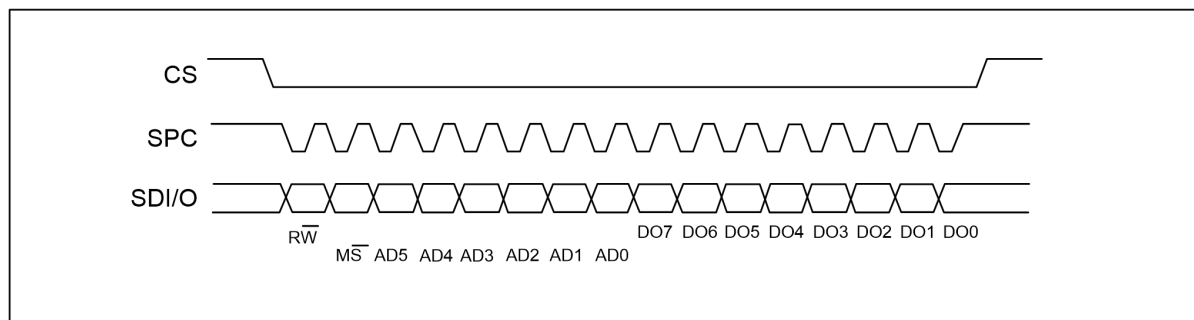 CS
SPC
SDI/O
RW̅
DO7 DO6 DO5 DO4 DO3 DO2 DO1 DO0
MS̅ AD5 AD4 AD3 AD2 AD1 AD0